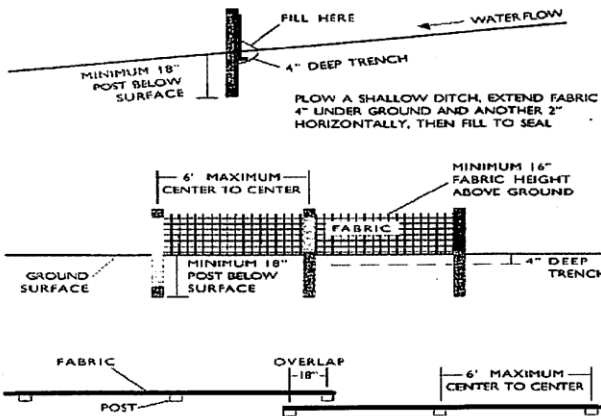 FILL HERE
WATERFLOW
4" DEEP TRENCH
MINIMUM 18"
POST BELOW
SURFACE
PLOW A SHALLOW DITCH, EXTEND FABRIC
4" UNDER GROUND AND ANOTHER 2"
HORIZONTALLY, THEN FILL TO SEAL
6' MAXIMUM
CENTER TO CENTER
MINIMUM 16"
FABRIC HEIGHT
ABOVE GROUND
FABRIC
GROUND
SURFACE
MINIMUM 18"
POST BELOW
SURFACE
4" DEEP
TRENCH
FABRIC
POST
OVERLAP
18"
6' MAXIMUM
CENTER TO CENTER